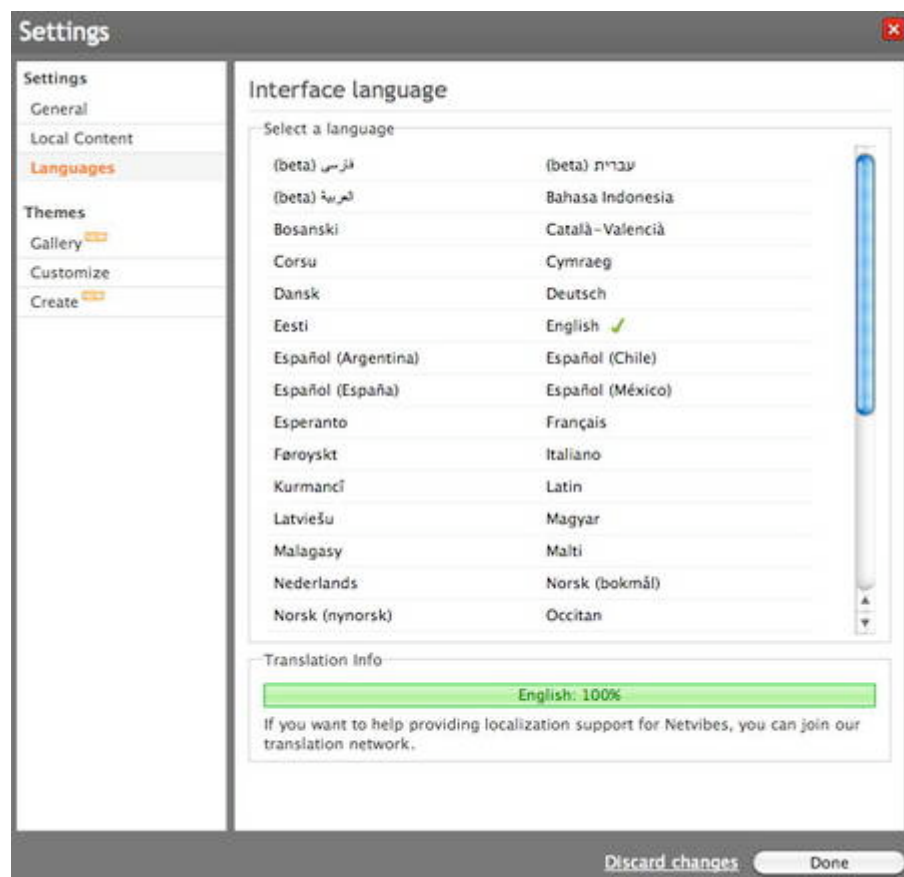 Settings
Settings
General
Local Content
Languages
Themes
Gallery
Customize
Create
Interface language
Select a language
(beta) فارسی
(beta) עברית
(beta) العربية
Bahasa Indonesia
Bosanski
Català-Valencià
Corsu
Cymraeg
Dansk
Deutsch
Eesti
English
Español (Argentina)
Español (Chile)
Español (España)
Español (México)
Esperanto
Français
Føroyskt
Italiano
Kurmancî
Latin
Latviešu
Magyar
Malagasy
Malti
Nederlands
Norsk (bokmål)
Norsk (nynorsk)
Occitan
Translation Info
English: 100%
If you want to help providing localization support for Netvibes, you can join our
translation network.
Discard changes
Done